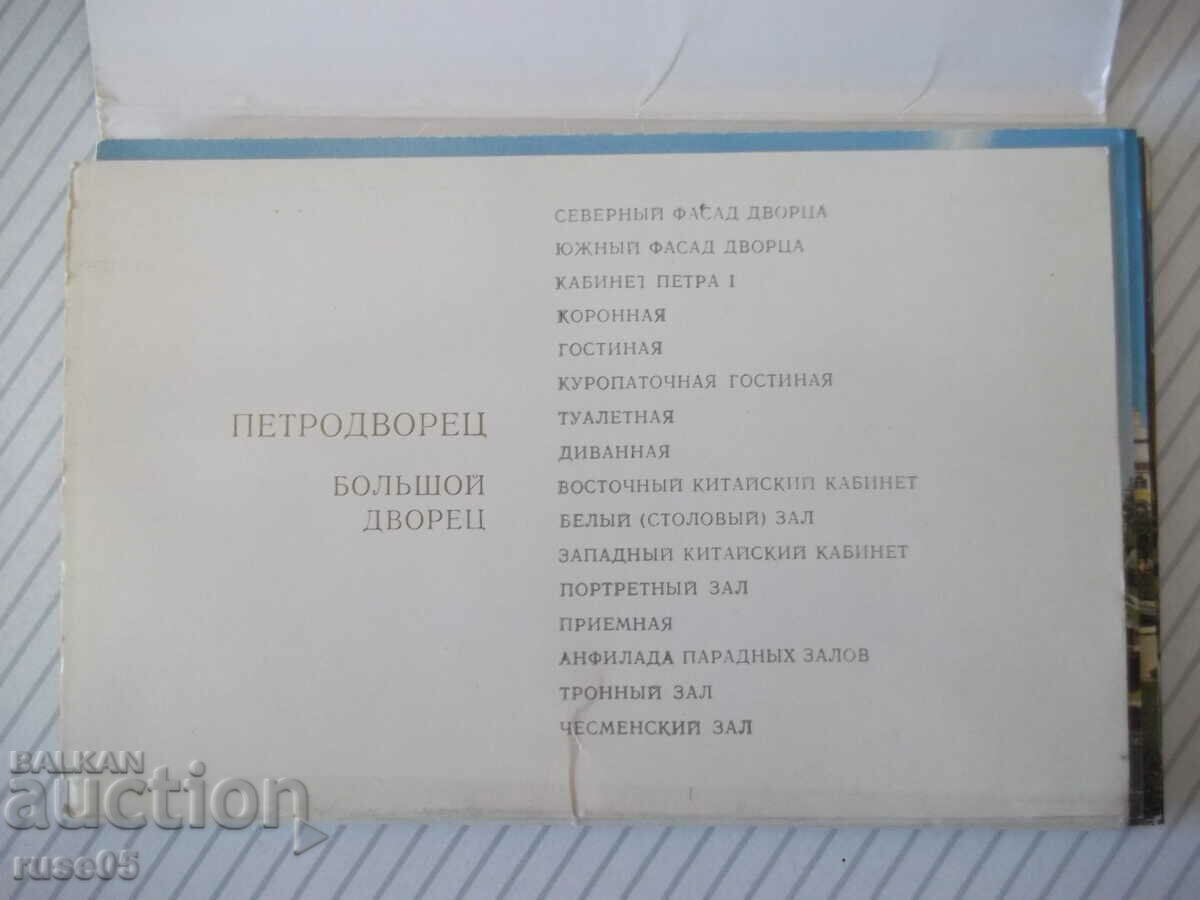 ПЕТРОДВОРЕЦ
БОЛЬШОЙ
ДВОРЕЦ
СЕВЕРНЫЙ ФАСАД ДВОРЦА
ЮЖНЫЙ ФАСАД ДВОРЦА
КАБИНЕТ ПЕТРА I
КОРОННАЯ
ГОСТИНАЯ
КУРОПАТОЧНАЯ ГОСТИНАЯ
ТУАЛЕТНАЯ
ДИВАННАЯ
ВОСТОЧНЫЙ КИТАЙСКИЙ КАБИНЕТ
БЕЛЫЙ (СТОЛОВЫЙ) ЗАЛ
ЗАПАДНЫЙ КИТАЙСКИЙ КАБИНЕТ
ПОРТРЕТНЫЙ ЗАЛ
ПРИЕМНАЯ
АНФИЛАДА ПАРАДНЫХ ЗАЛОВ
ТРОННЫЙ ЗАЛ
ЧЕСМЕНСКИЙ ЗАЛ
BALKAN
auction
ruse05